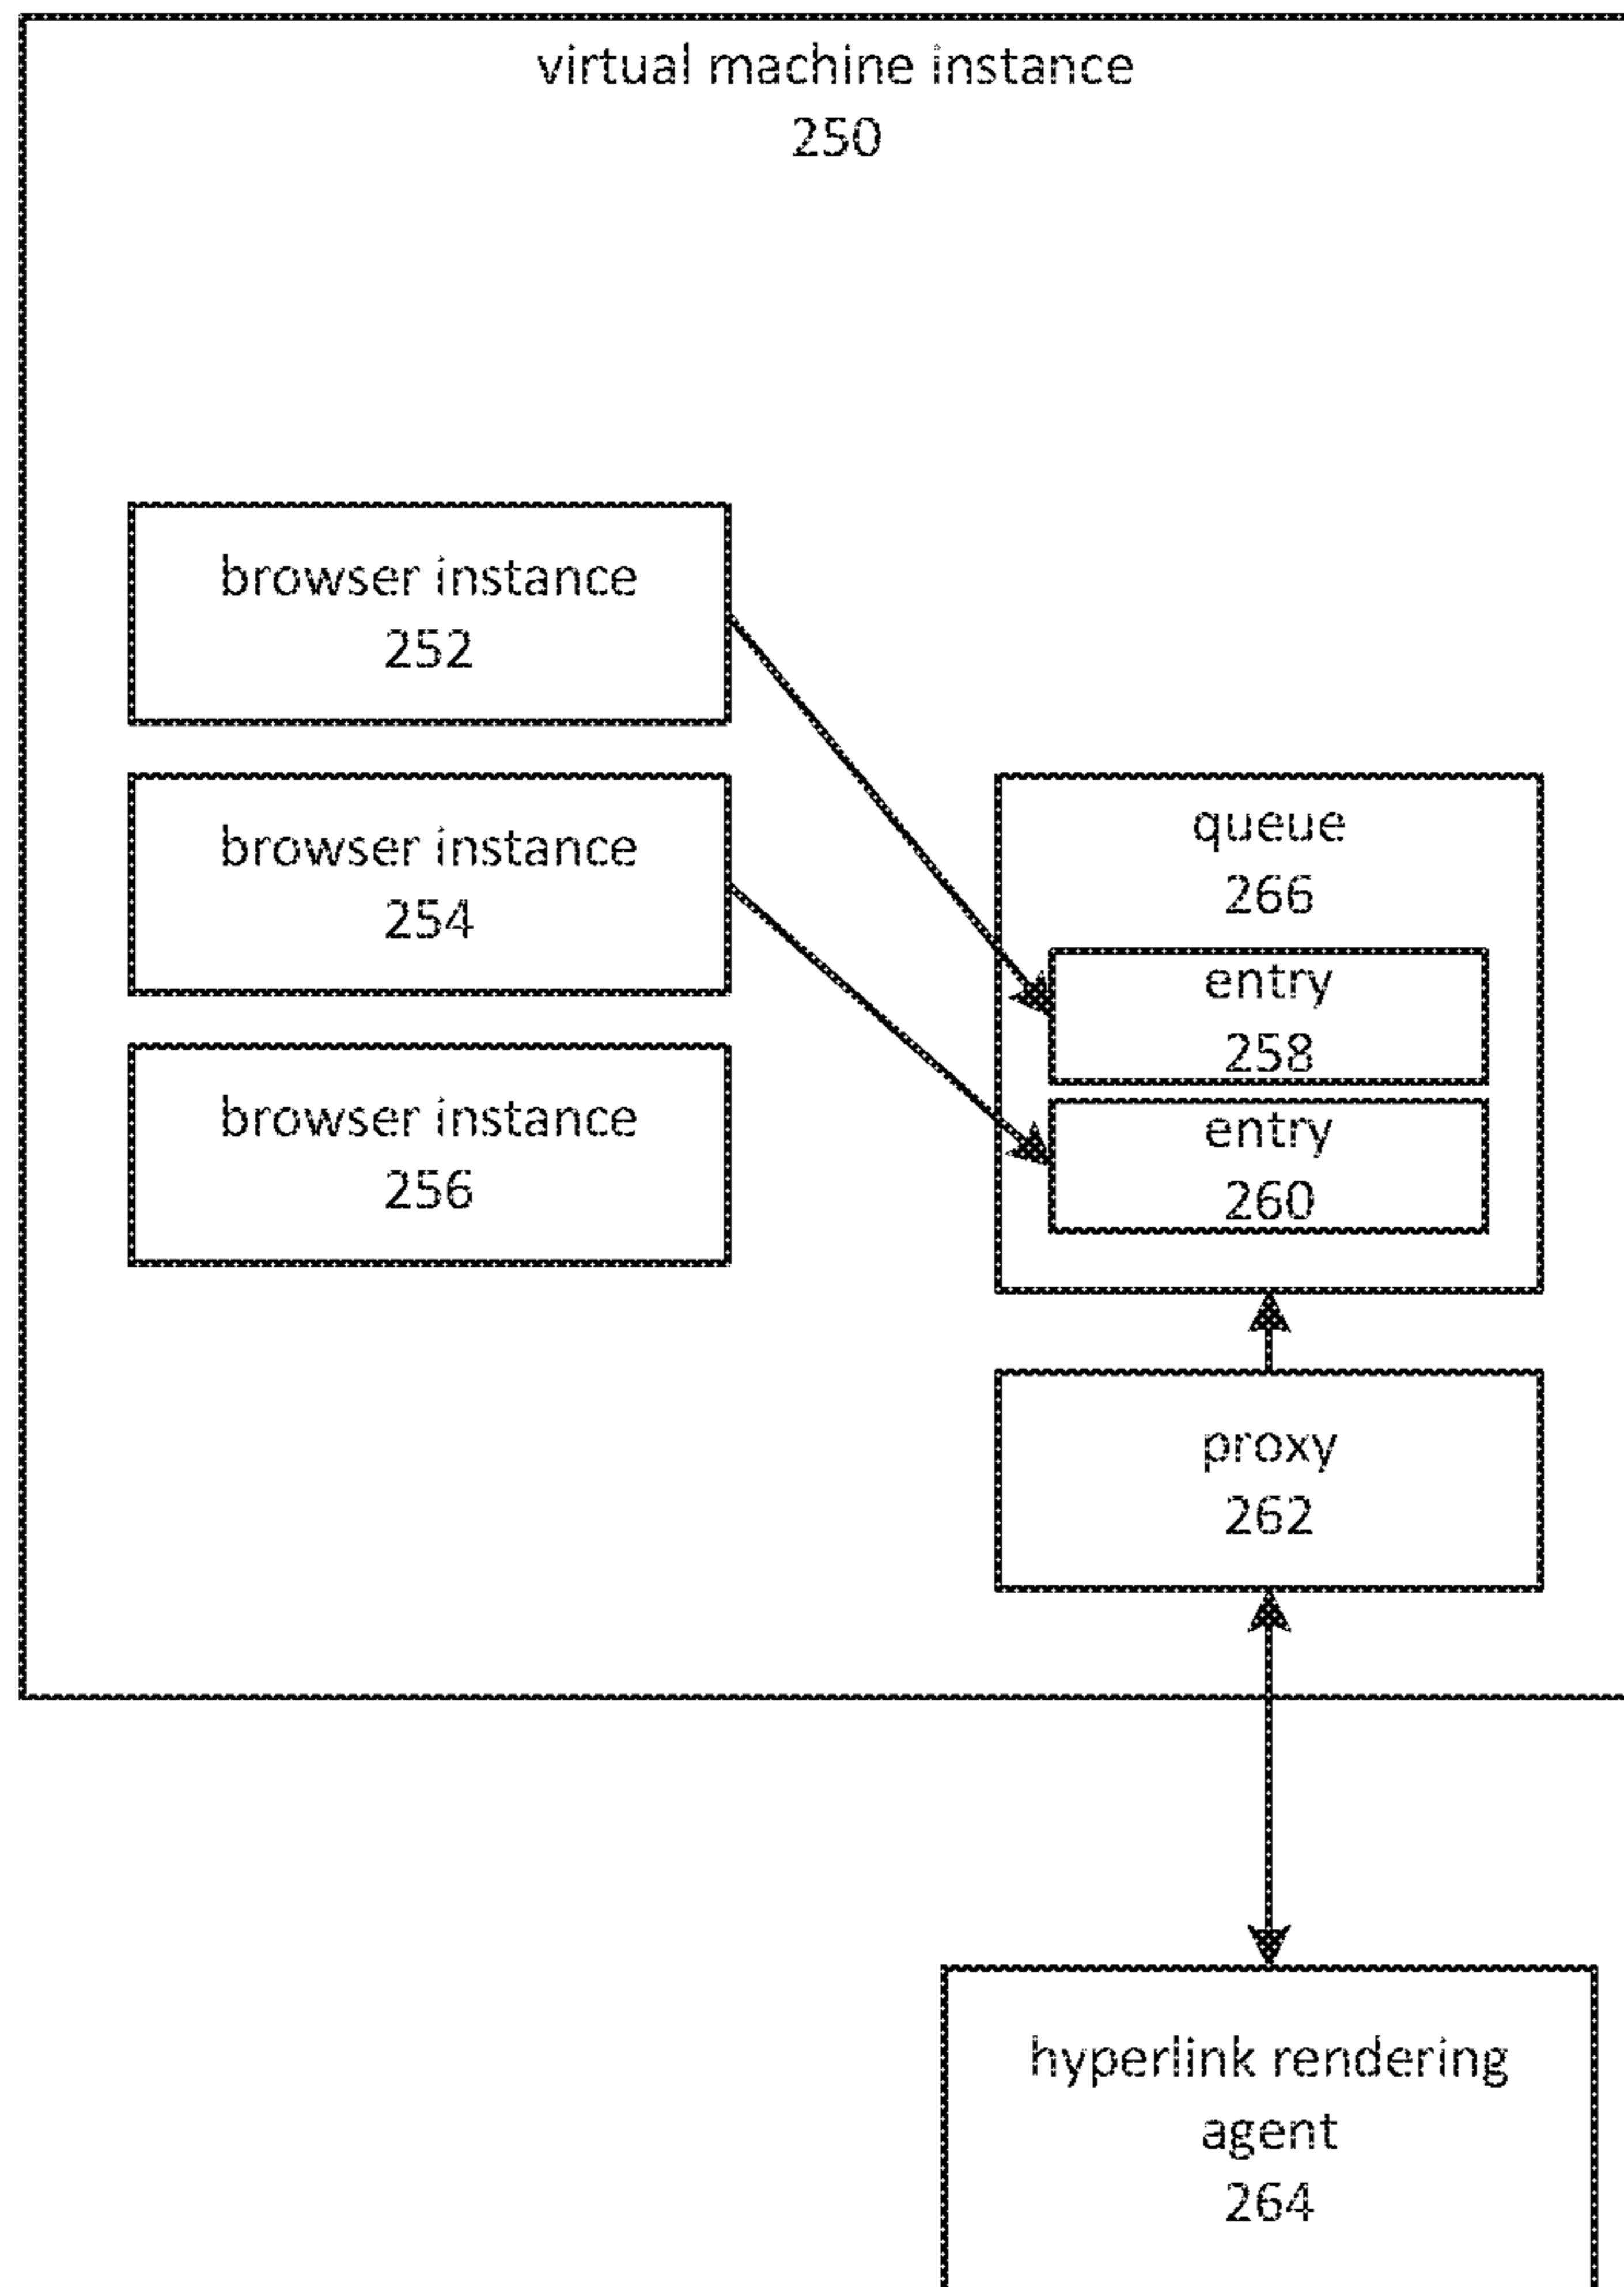 virtual machine instance
250
browser instance
252
browser instance
254
browser instance
256
queue
266
entry
258
entry
260
proxy
262
hyperlink rendering
agent
264